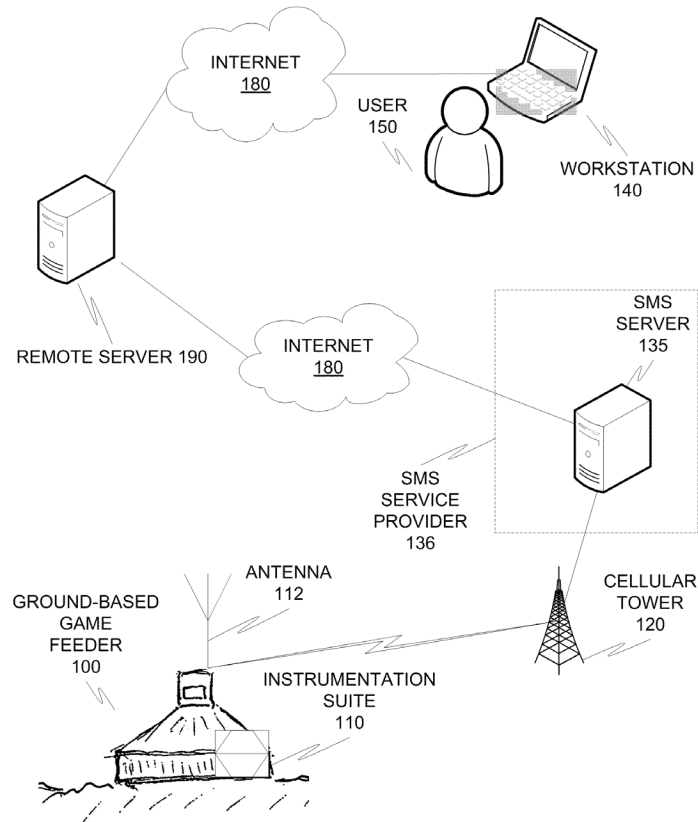 INTERNET
180
USER
150
WORKSTATION
140
REMOTE SERVER 190
INTERNET
180
SMS
SERVER
135
SMS
SERVICE
PROVIDER
136
ANTENNA
112
CELLULAR
TOWER
120
GROUND-BASED
GAME
FEEDER
100
INSTRUMENTATION
SUITE
110